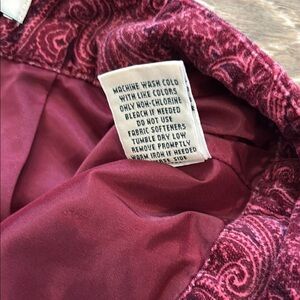 MACHINE WASH COLD
WITH LIKE COLORS
ONLY NON-CHLORINE
BLEACH IF NEEDED
DO NOT USE
FABRIC SOFTENERS
TUMBLE DRY LOW
REMOVE PROMPTLY
WARM IRON IF NEEDED
SIDE